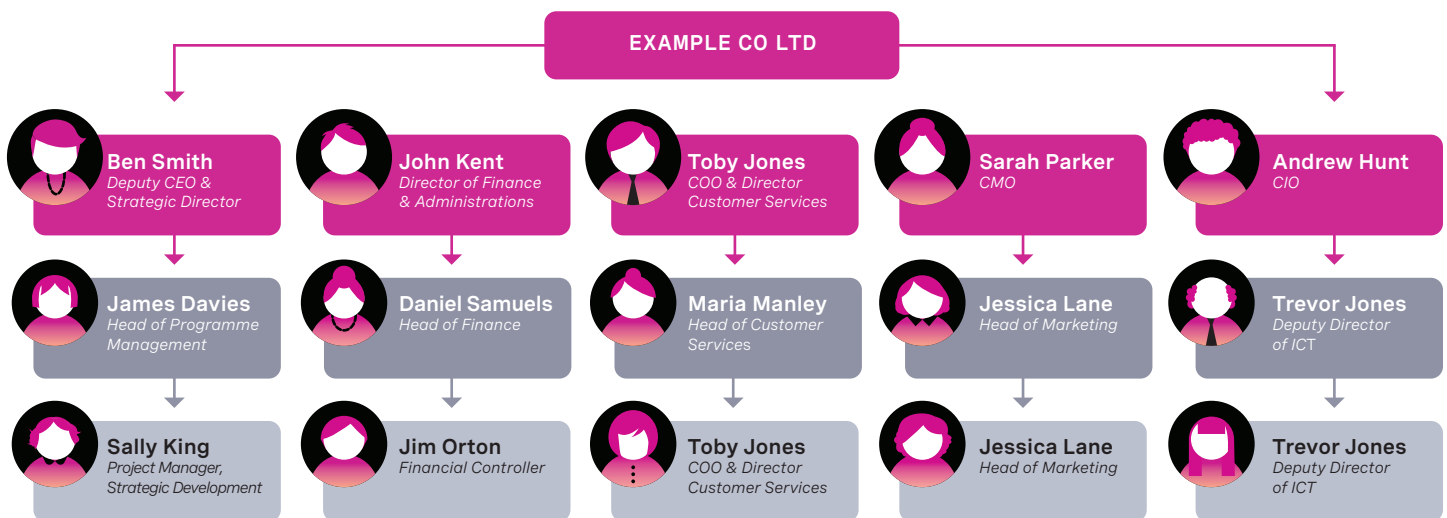 EXAMPLE CO LTD
Ben Smith
Deputy CEO &
Strategic Director
John Kent
Director of Finance
& Administrations
Toby Jones
COO & Director
Customer Services
Sarah Parker
CMO
Andrew Hunt
CIO
James Davies
Head of Programme
Management
Daniel Samuels
Head of Finance
Maria Manley
Head of Customer
Services
Jessica Lane
Head of Marketing
Trevor Jones
Deputy Director
of ICT
Sally King
Project Manager,
Strategic Development
Jim Orton
Financial Controller
Toby Jones
COO & Director
Customer Services
Jessica Lane
Head of Marketing
Trevor Jones
Deputy Director
of ICT